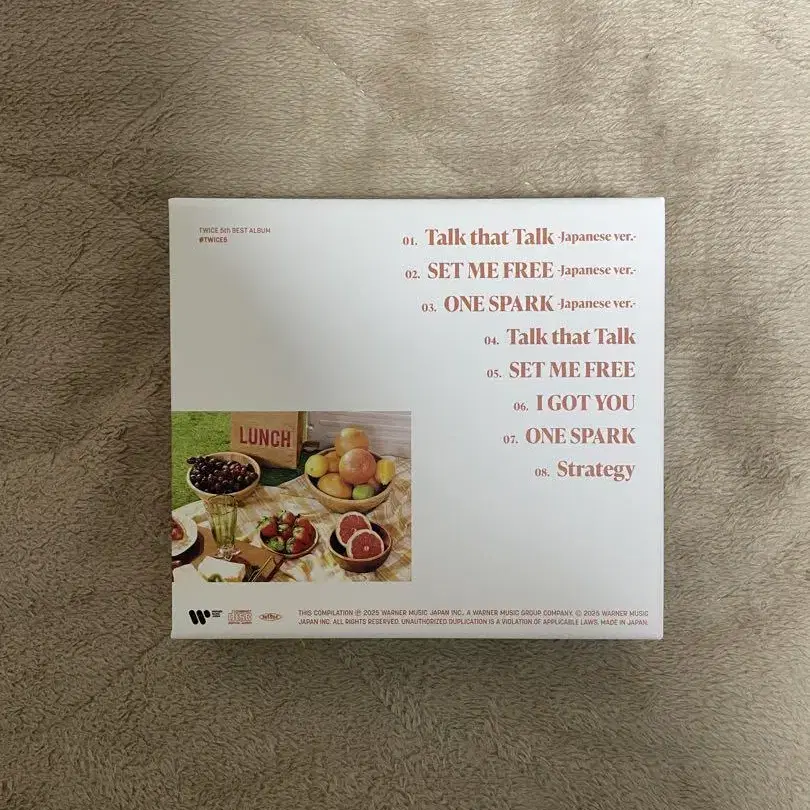 TWICE 5th BEST ALBUM
#TWICE5
01. Talk that Talk -Japanese ver.-
02. SET ME FREE -Japanese ver.-
03. ONE SPARK -Japanese ver.-
04. Talk that Talk
05. SET ME FREE
06. I GOT YOU
07. ONE SPARK
08. Strategy
LUNCH
THIS COMPILATION ℗ 2025 WARNER MUSIC JAPAN INC., A WARNER MUSIC GROUP COMPANY. © 2025 WARNER MUSIC
JAPAN INC. ALL RIGHTS RESERVED. UNAUTHORIZED DUPLICATION IS A VIOLATION OF APPLICABLE LAWS. MADE IN JAPAN.